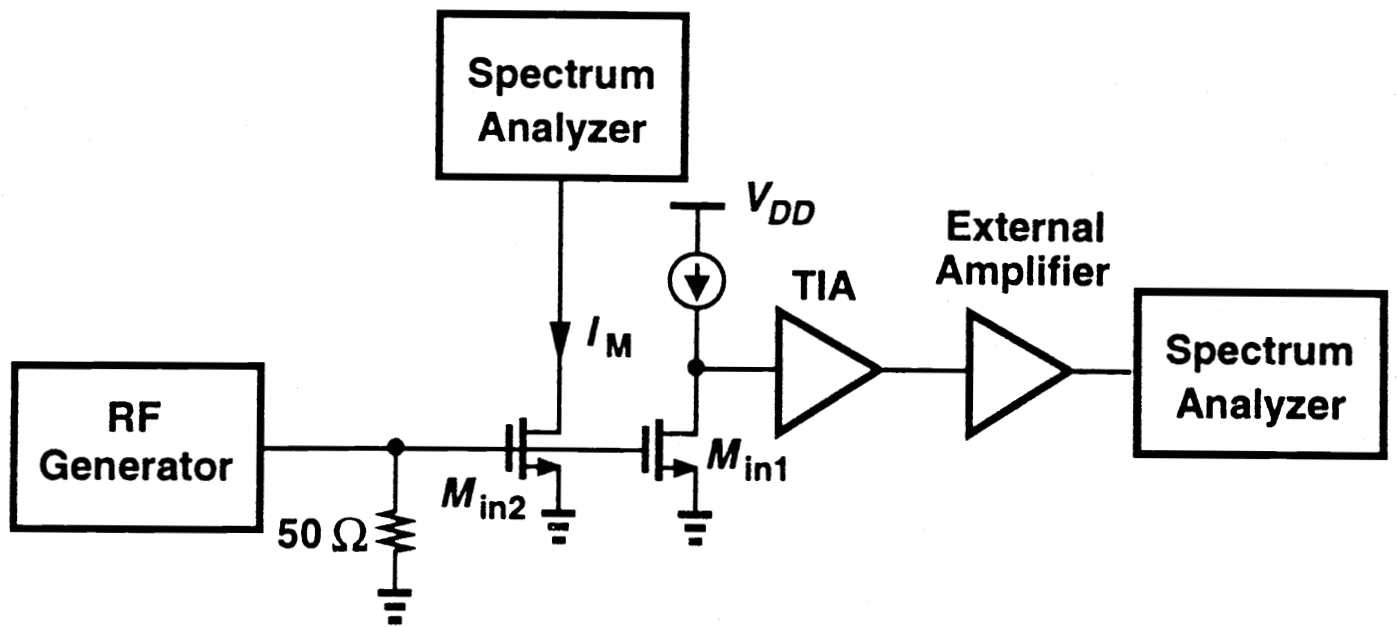 Spectrum
Analyzer
V_DD
External
Amplifier
TIA
I_M
Spectrum
Analyzer
RF
Generator
M_in1
M_in2
50 Ω